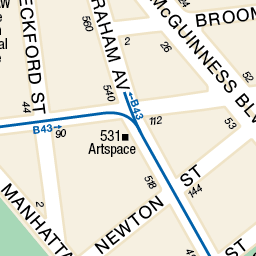 BROOM
McGUINNESS BLV
RAHAM AV
ECKFORD ST
560
2
26
540
←B43
112
53
44
B43→
90
531
Artspace
518
144
NEWTON ST
MANHATTA
2
ST